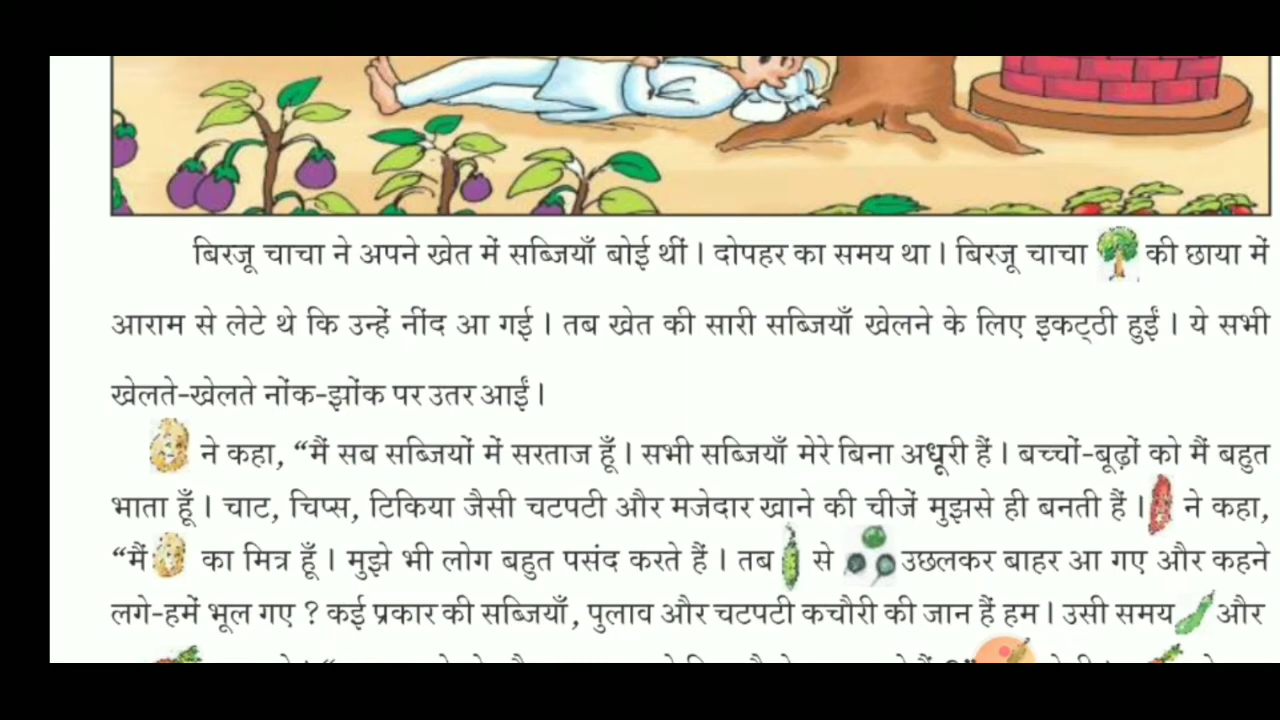 बिरजू चाचा ने अपने खेत में सब्जियाँ बोई थीं । दोपहर का समय था । बिरजू चाचा की छाया में
आराम से लेटे थे कि उन्हें नींद आ गई । तब खेत की सारी सब्जियाँ खेलने के लिए इकट्ठी हुईं । ये सभी
खेलते-खेलते नोंक-झोंक पर उतर आईं ।
ने कहा, “मैं सब सब्जियों में सरताज हूँ । सभी सब्जियाँ मेरे बिना अधूरी हैं । बच्चों-बूढ़ों को मैं बहुत
भाता हूँ । चाट, चिप्स, टिकिया जैसी चटपटी और मजेदार खाने की चीजें मुझसे ही बनती हैं । ने कहा,
“मैं का मित्र हूँ । मुझे भी लोग बहुत पसंद करते हैं । तब से उछलकर बाहर आ गए और कहने
लगे-हमें भूल गए ? कई प्रकार की सब्जियाँ, पुलाव और चटपटी कचौरी की जान हैं हम । उसी समय और